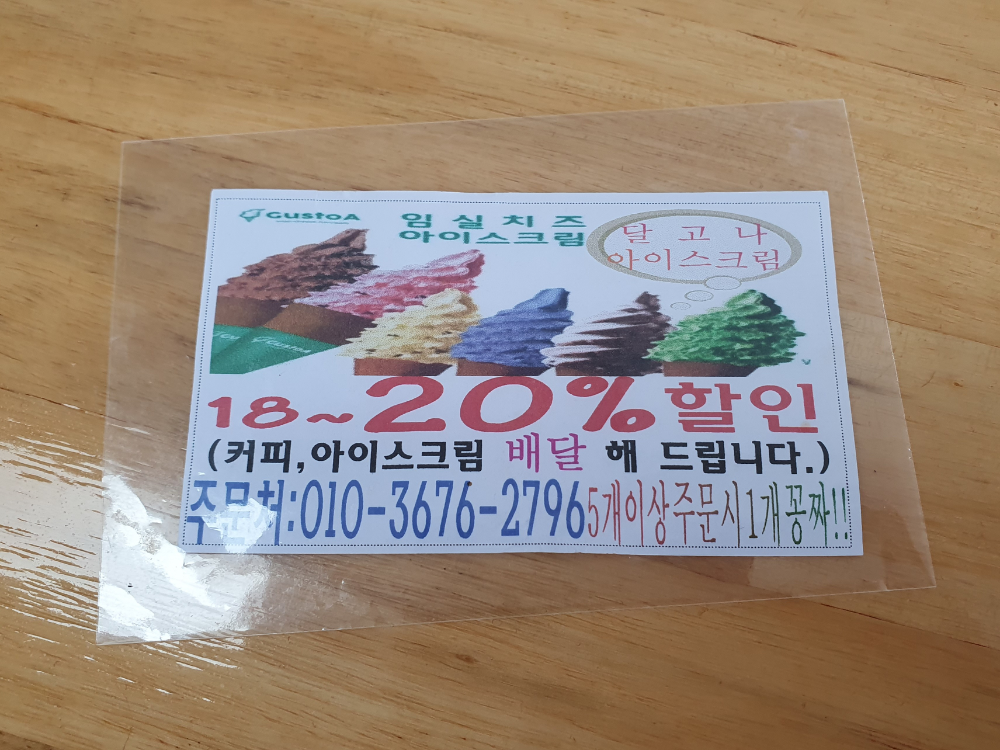 GUSTOA
임실치즈
아이스크림
달고나
아이스크림
18~20% 할인
(커피,아이스크림 배달 해 드립니다.)
주문처:010-3676-2796 5개이상주문시1개꽁짜!!